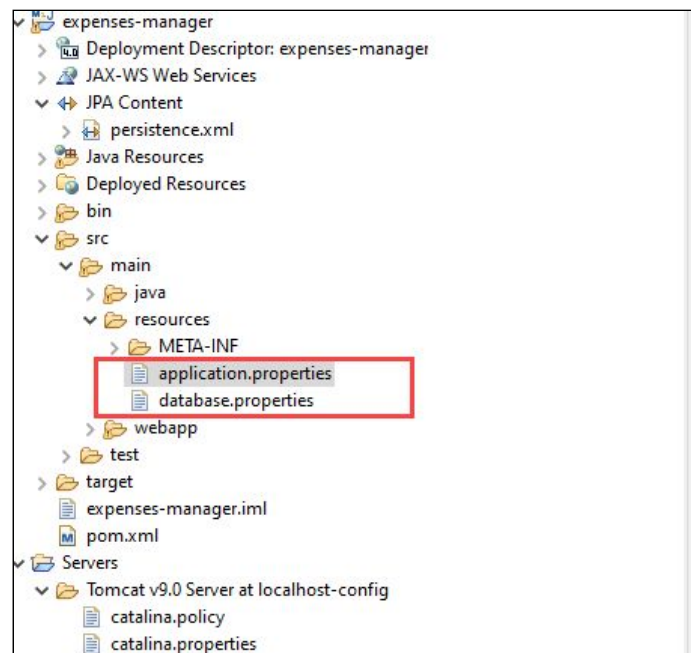 expenses-manager
Deployment Descriptor: expenses-manager
JAX-WS Web Services
JPA Content
persistence.xml
Java Resources
Deployed Resources
bin
src
main
java
resources
META-INF
application.properties
database.properties
webapp
test
target
expenses-manager.iml
pom.xml
Servers
Tomcat v9.0 Server at localhost-config
catalina.policy
catalina.properties